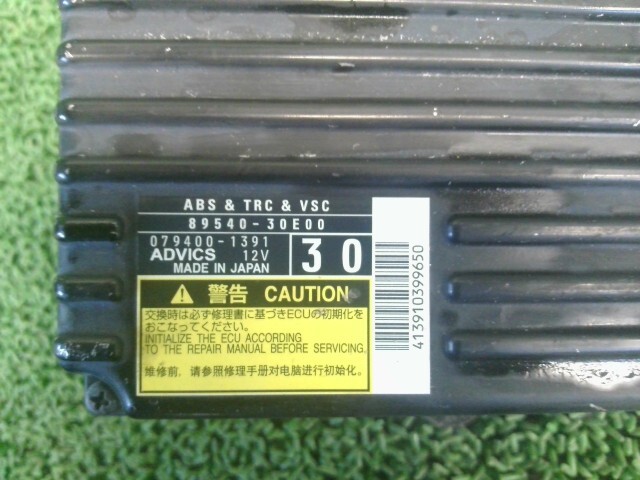 ABS & TRC & VSC
89540-30E00
079400-1391
ADVICS 12V
MADE IN JAPAN
30
警告 CAUTION
交換時は必ず修理書に基づきECUの初期化を
おこなってください。
INITIALIZE THE ECU ACCORDING
TO THE REPAIR MANUAL BEFORE SERVICING.
维修前，请参照修理手册对电脑进行初始化。
413910399650